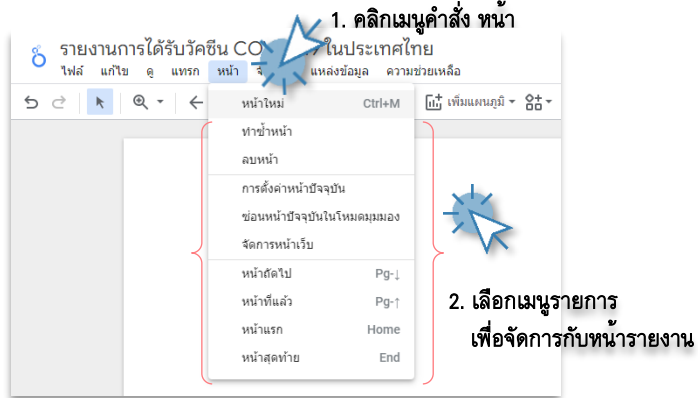 1. คลิกเมนูคำสั่ง หน้า
รายงานการได้รับวัคซีน CO ในประเทศไทย
ไฟล์ แก้ไข ดู แทรก หน้า จ แหล่งข้อมูล ความช่วยเหลือ
หน้าใหม่ Ctrl+M
เพิ่มแผนภูมิ
ทำซ้ำหน้า
ลบหน้า
การตั้งค่าหน้าปัจจุบัน
ซ่อนหน้าปัจจุบันในโหมดมุมมอง
จัดการหน้าเว็บ
หน้าถัดไป Pg-↓
หน้าที่แล้ว Pg-↑
หน้าแรก Home
หน้าสุดท้าย End
2. เลือกเมนูรายการ
เพื่อจัดการกับหน้ารายงาน